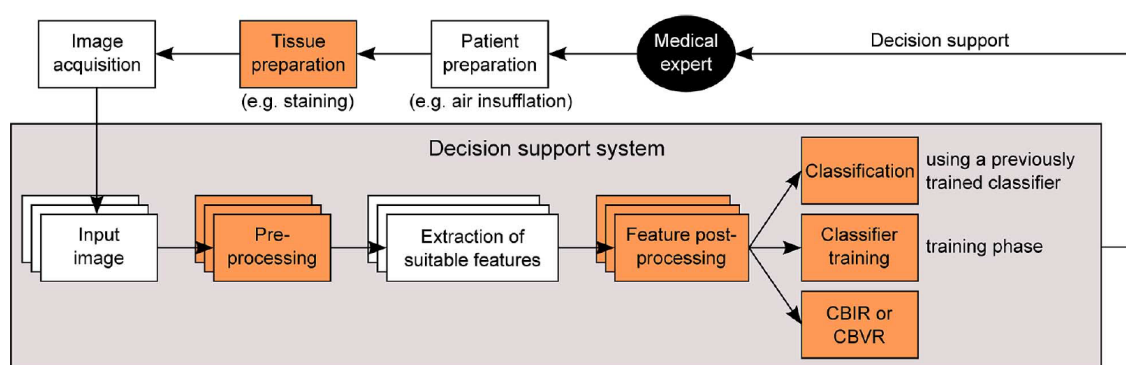 Image
acquisition
Tissue
preparation
(e.g. staining)
Patient
preparation
(e.g. air insufflation)
Medical
expert
Decision support
Decision support system
Input
image
Pre-
processing
Extraction of
suitable features
Feature post-
processing
Classification
using a previously
trained classifier
Classifier
training
training phase
CBIR or
CBVR